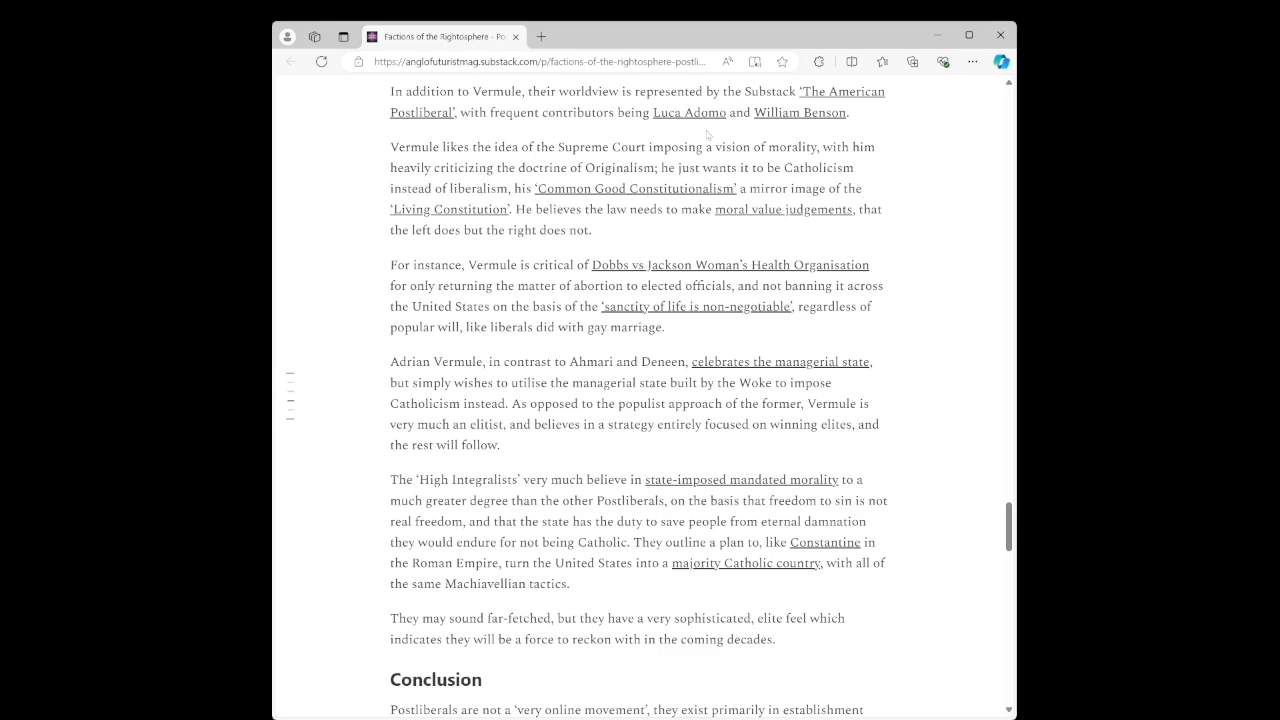 Factions of the Rightosphere - Po
https://anglofuturistmag.substack.com/p/factions-of-the-rightosphere-postli...
In addition to Vermule, their worldview is represented by the Substack ‘The American
Postliberal’, with frequent contributors being Luca Adomo and William Benson.
Vermule likes the idea of the Supreme Court imposing a vision of morality, with him
heavily criticizing the doctrine of Originalism; he just wants it to be Catholicism
instead of liberalism, his ‘Common Good Constitutionalism’ a mirror image of the
‘Living Constitution’. He believes the law needs to make moral value judgements, that
the left does but the right does not.
For instance, Vermule is critical of Dobbs vs Jackson Woman’s Health Organisation
for only returning the matter of abortion to elected officials, and not banning it across
the United States on the basis of the ‘sanctity of life is non-negotiable’, regardless of
popular will, like liberals did with gay marriage.
Adrian Vermule, in contrast to Ahmari and Deneen, celebrates the managerial state,
but simply wishes to utilise the managerial state built by the Woke to impose
Catholicism instead. As opposed to the populist approach of the former, Vermule is
very much an elitist, and believes in a strategy entirely focused on winning elites, and
the rest will follow.
The ‘High Integralists’ very much believe in state-imposed mandated morality to a
much greater degree than the other Postliberals, on the basis that freedom to sin is not
real freedom, and that the state has the duty to save people from eternal damnation
they would endure for not being Catholic. They outline a plan to, like Constantine in
the Roman Empire, turn the United States into a majority Catholic country, with all of
the same Machiavellian tactics.
They may sound far-fetched, but they have a very sophisticated, elite feel which
indicates they will be a force to reckon with in the coming decades.
Conclusion
Postliberals are not a ‘very online movement’, they exist primarily in establishment